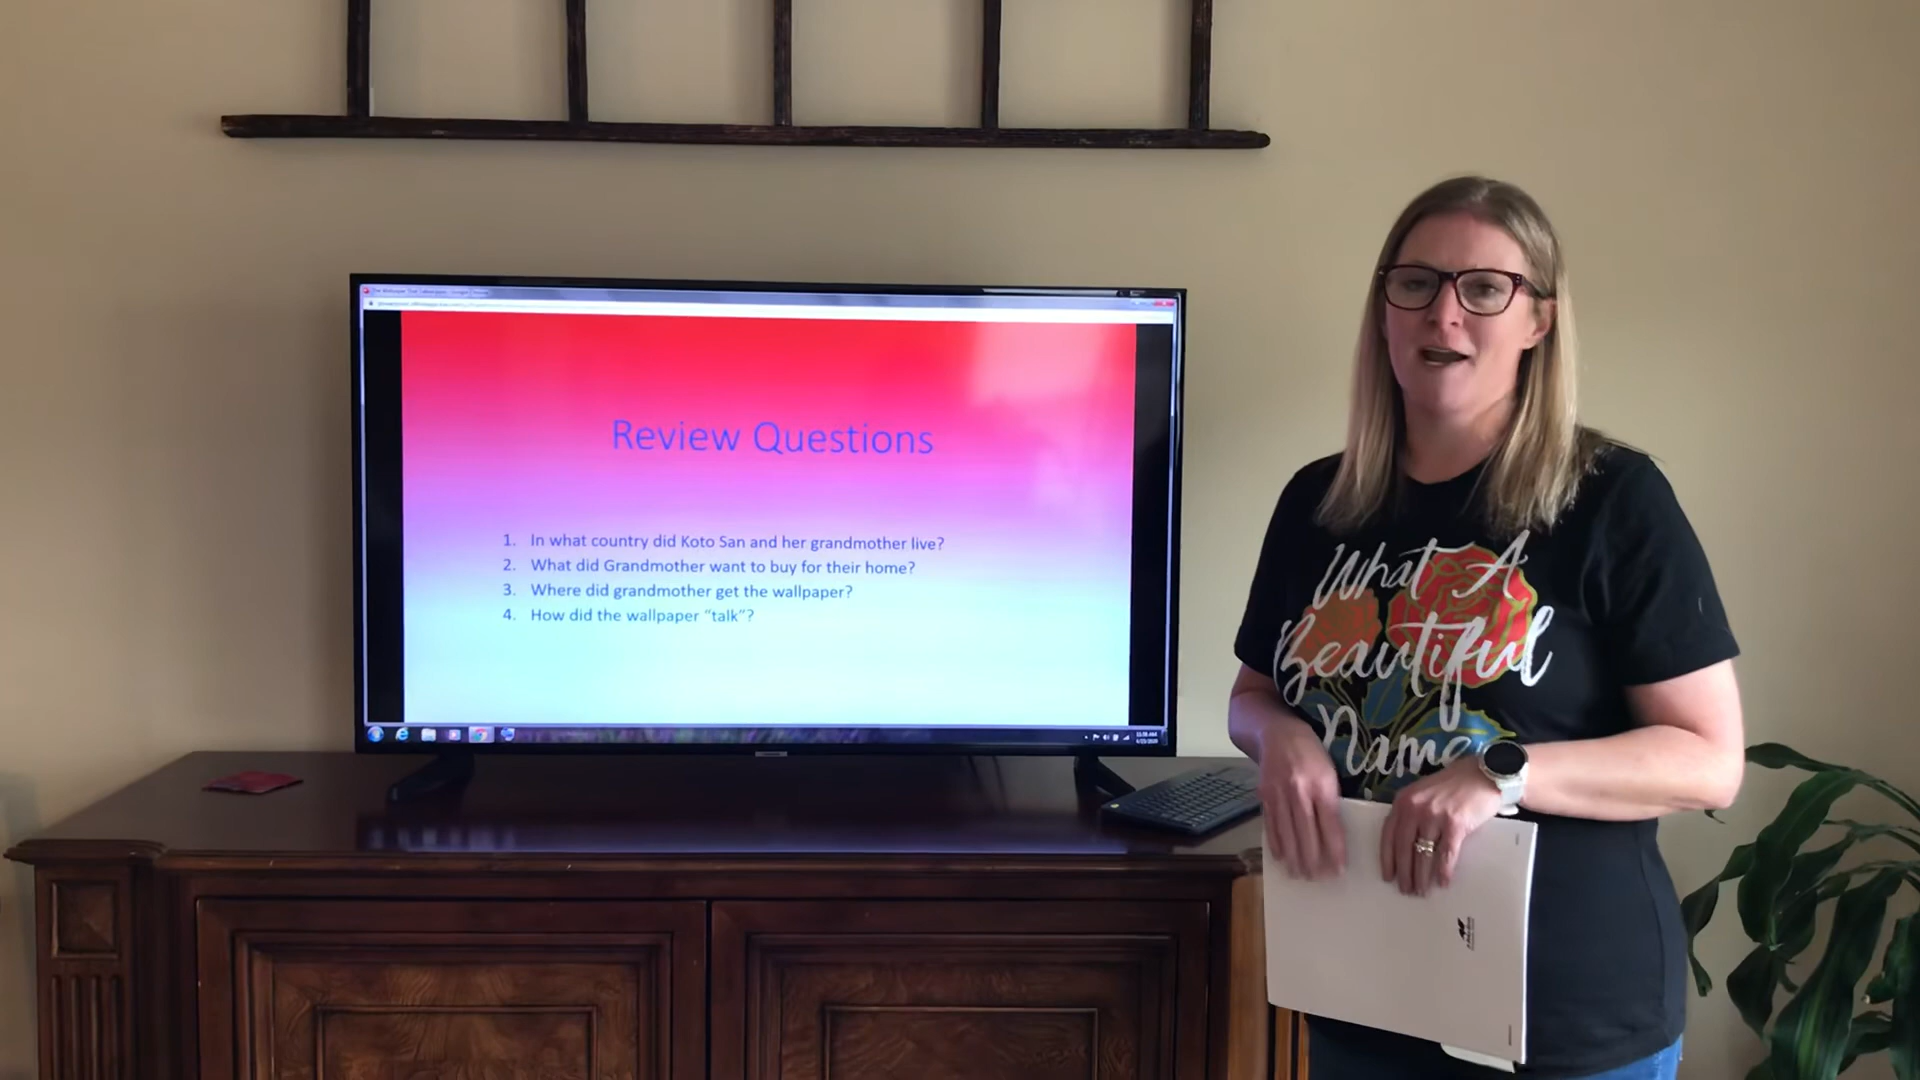 Review Questions
1. In what country did Koto San and her grandmother live?
2. What did Grandmother want to buy for their home?
3. Where did grandmother get the wallpaper?
4. How did the wallpaper “talk”?
What A
Beautiful
Name